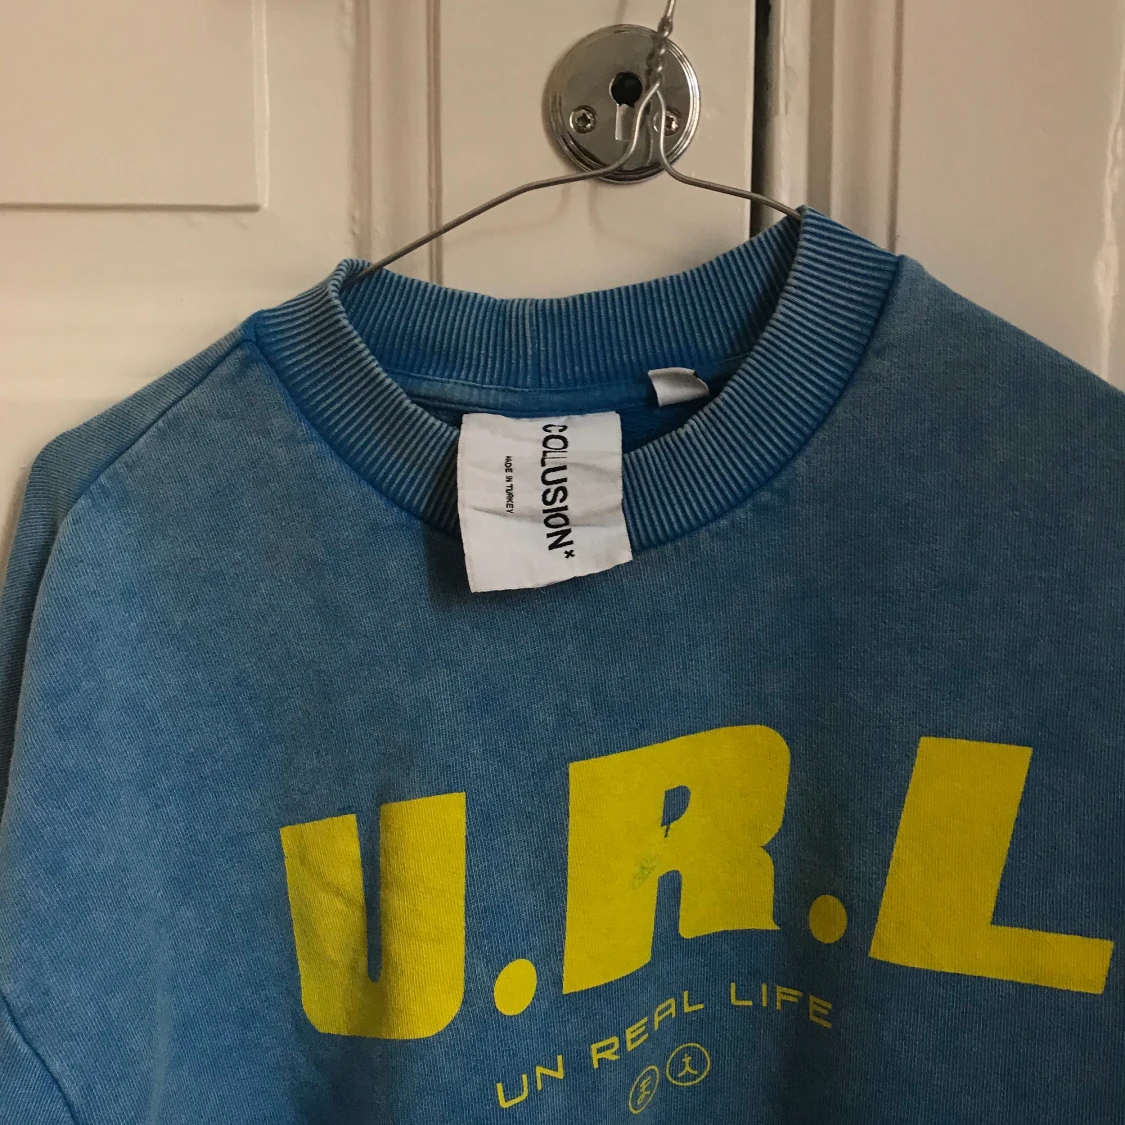 COLLUSION*
MADE IN TURKEY
U.R.L
UN REAL LIFE